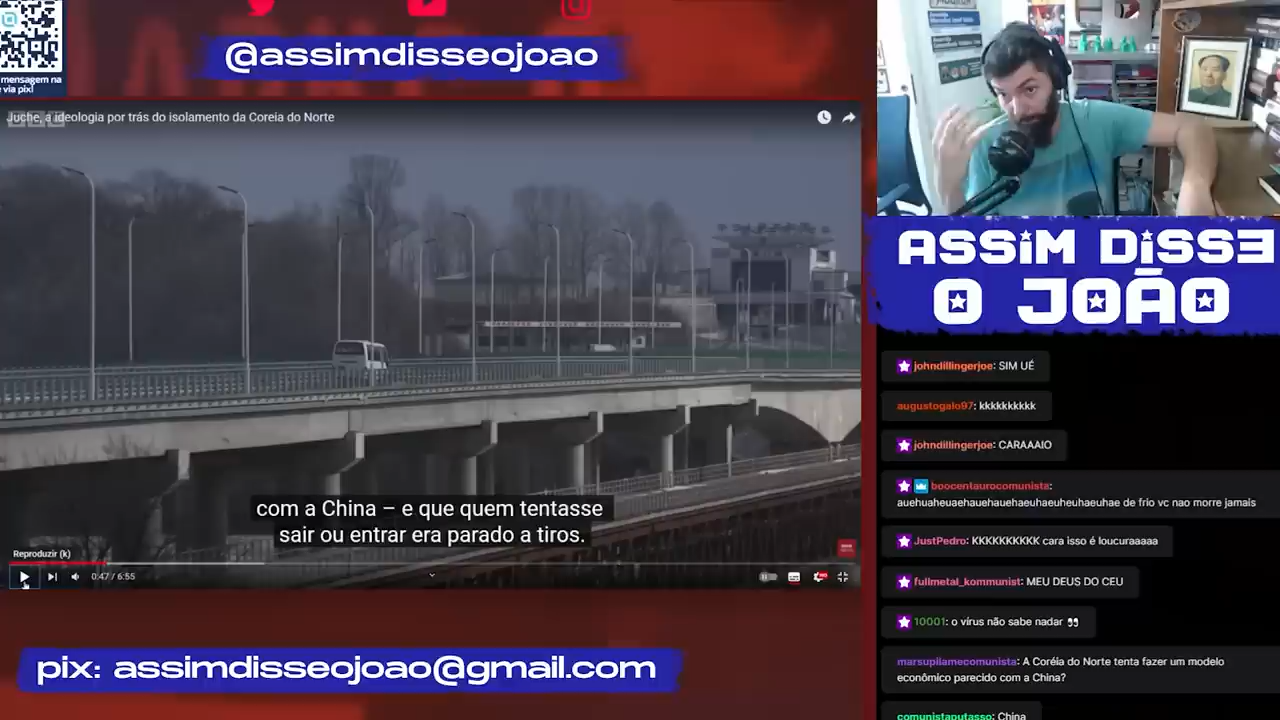 mensagem na
e via pix!
@assimdisseojoao
Juche, a ideologia por trás do isolamento da Coreia do Norte
com a China – e que quem tentasse
sair ou entrar era parado a tiros.
Reproduzir (k)
0:47 / 6:55
pix: assimdisseojoao@gmail.com
ASSIM DISSE
O JOÃO
johndillingerjoe: SIM UÉ
augustogalo97: kkkkkkkkkk
johndillingerjoe: CARAAAIO
boocentaurocomunista:
auehuaheuaehauehauehaeuhaeuheuhaeuhae de frio vc nao morre jamais
JustPedro: KKKKKKKKKK cara isso é loucuraaaaa
fullmetal_kommunist: MEU DEUS DO CEU
10001: o vírus não sabe nadar
marsupliamecomunista: A Coréia do Norte tenta fazer um modelo
econômico parecido com a China?
comunistaputasso: China